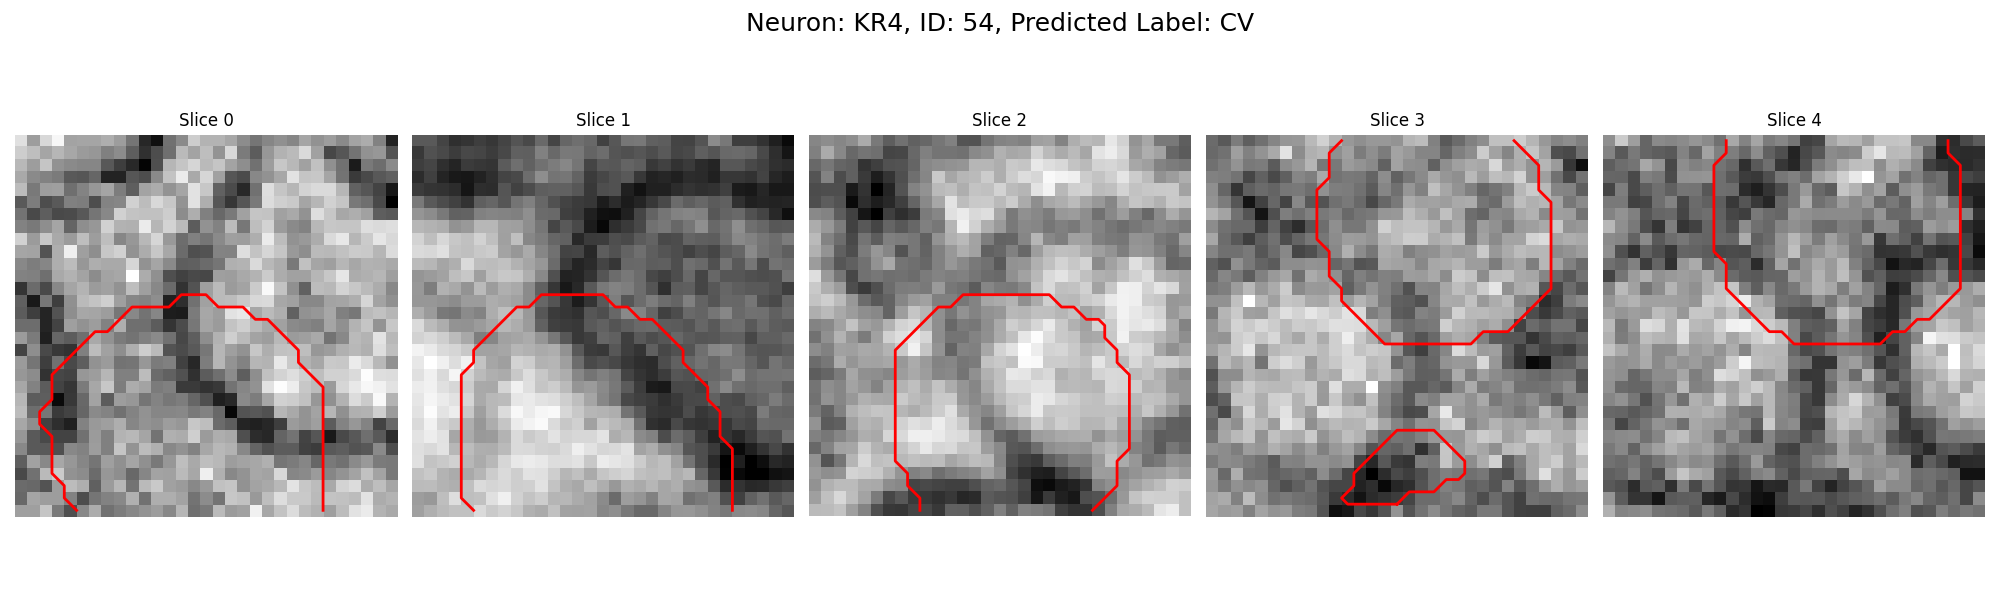 Neuron: KR4, ID: 54, Predicted Label: CV
Slice 0
Slice 1
Slice 2
Slice 3
Slice 4